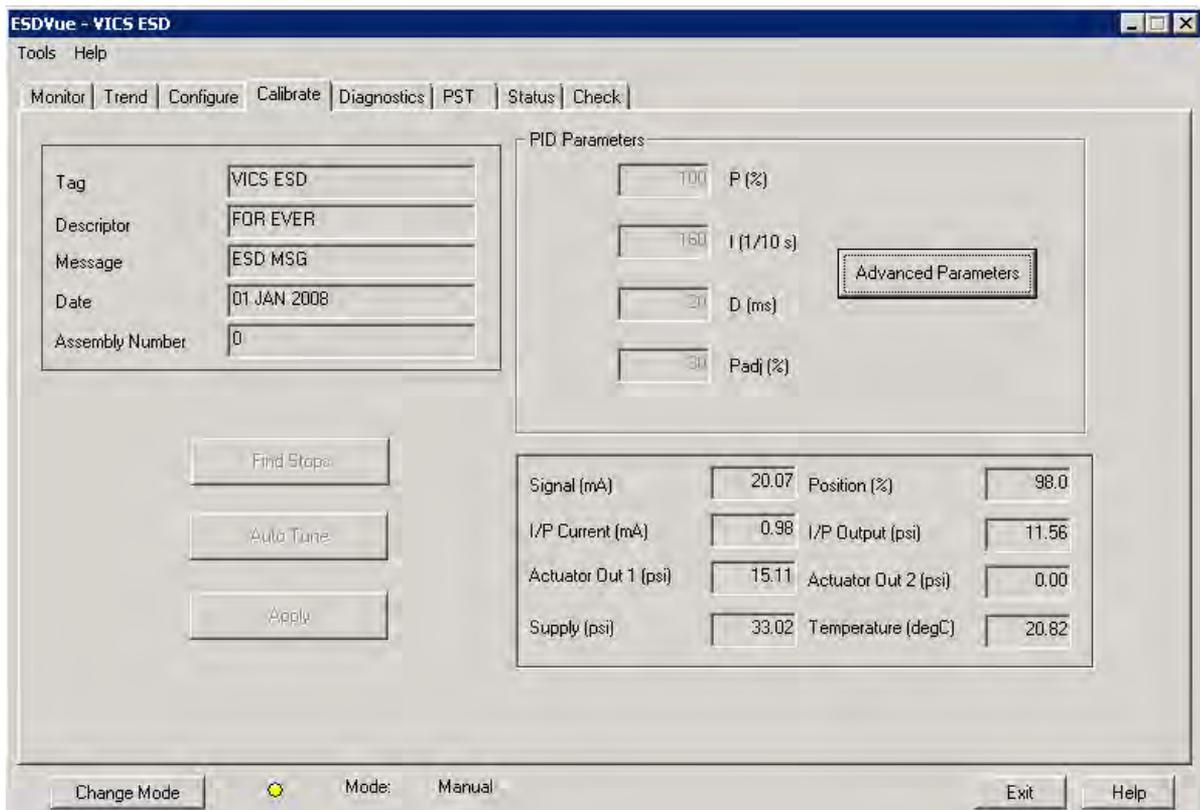 ESDVue - VICS ESD
Tools Help
Monitor Trend Configure Calibrate Diagnostics PST Status Check
Tag VICS ESD
Descriptor FOR EVER
Message ESD MSG
Date 01 JAN 2008
Assembly Number 0
PID Parameters
100 P (%)
160 I (1/10 s)
20 D (ms)
30 Padj (%)
Advanced Parameters
Find Stops
Auto Tune
Apply
Signal (mA) 20.07 Position (%) 98.0
I/P Current (mA) 0.98 I/P Output (psi) 11.56
Actuator Out 1 (psi) 15.11 Actuator Out 2 (psi) 0.00
Supply (psi) 33.02 Temperature (degC) 20.82
Change Mode Mode: Manual Exit Help